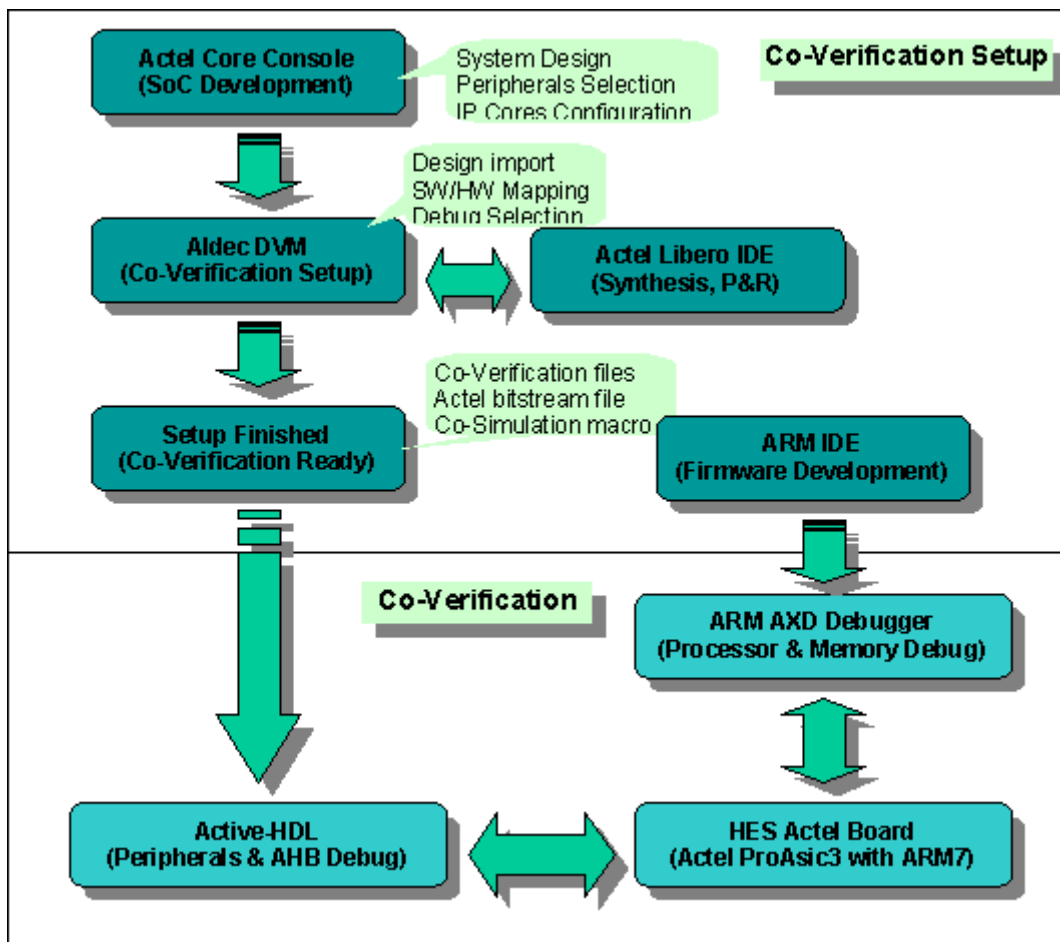 Actel Core Console
(SoC Development)
System Design
Peripherals Selection
IP Cores Configuration
Co-Verification Setup
Design import
SW/HW Mapping
Debug Selection
Aldec DVM
(Co-Verification Setup)
Actel Libero IDE
(Synthesis, P&R)
Co-Verification files
Actel bitstream file
Co-Simulation macro
Setup Finished
(Co-Verification Ready)
ARM IDE
(Firmware Development)
Co-Verification
ARM AXD Debugger
(Processor & Memory Debug)
Active-HDL
(Peripherals & AHB Debug)
HES Actel Board
(Actel ProAsic3 with ARM7)